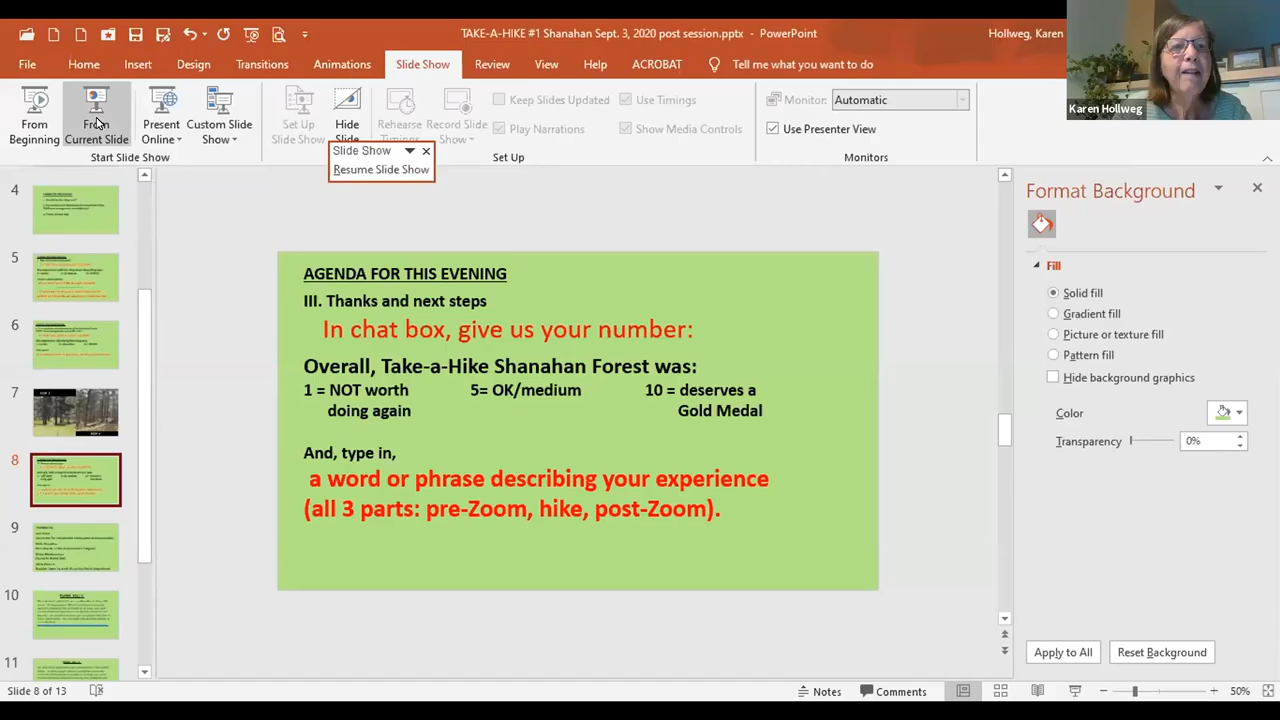 TAKE-A-HIKE #1 Shanahan Sept. 3, 2020 post session.pptx - PowerPoint
Hollweg, Karen
File Home Insert Design Transitions Animations Slide Show Review View Help ACROBAT Tell me what you want to do
From Beginning
From Current Slide
Present Online
Custom Slide Show
Set Up Slide Show
Hide Slide
Rehearse Timings
Record Slide Show
Keep Slides Updated
Play Narrations
Use Timings
Show Media Controls
Monitor: Automatic
Use Presenter View
Start Slide Show
Set Up
Monitors
Slide Show
Resume Slide Show
Karen Hollweg
4
5
6
7
8
9
10
11
AGENDA FOR THIS EVENING
III. Thanks and next steps
In chat box, give us your number:
Overall, Take-a-Hike Shanahan Forest was:
1 = NOT worth 5= OK/medium 10 = deserves a
doing again Gold Medal
And, type in,
a word or phrase describing your experience
(all 3 parts: pre-Zoom, hike, post-Zoom).
Format Background
Fill
Solid fill
Gradient fill
Picture or texture fill
Pattern fill
Hide background graphics
Color
Transparency 0%
Apply to All Reset Background
Slide 8 of 13
Notes Comments 50%